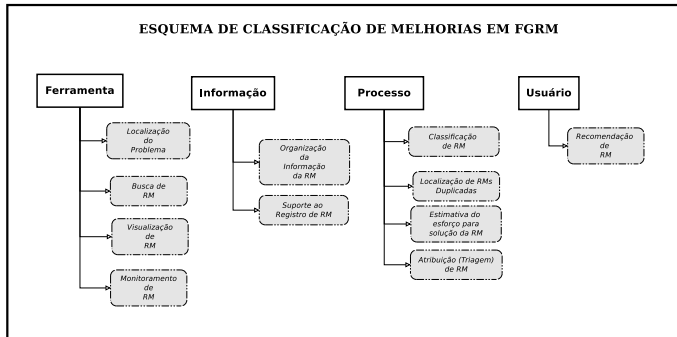 ESQUEMA DE CLASSIFICAÇÃO DE MELHORIAS EM FGRM
Ferramenta
Localização
do
Problema
Busca de
RM
Visualização
de
RM
Monitoramento
de
RM
Informação
Organização
da
Informação
da RM
Suporte ao
Registro de RM
Processo
Classificação
de RM
Localização de RMs
Duplicadas
Estimativa do
esforço para
solução da RM
Atribuição (Triagem)
de RM
Usuário
Recomendação
de
RM